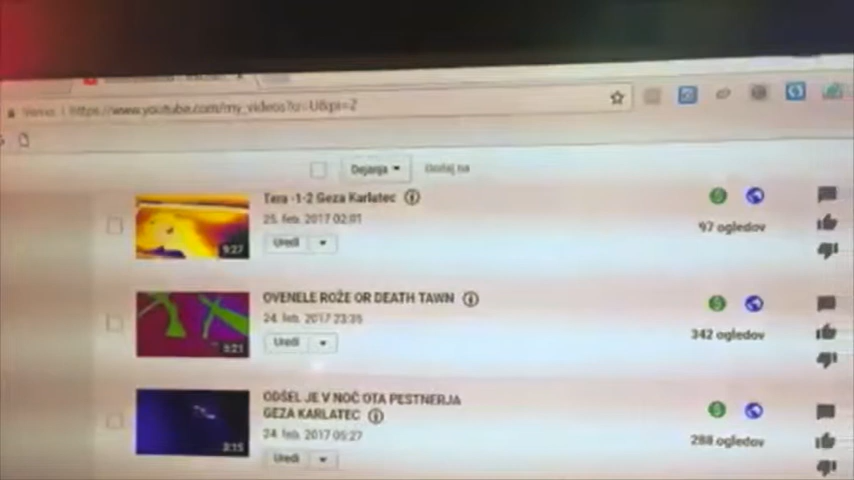 https://www.youtube.com/my_videos?o=U&pi=2
Dejanja
Dodaj na
Tera -1-2 Geza Karlatec
25. feb. 2017 02:01
97 ogledov
9:27
Uredi
OVENELE ROŽE OR DEATH TAWN
24. feb. 2017 23:35
342 ogledov
Uredi
ODŠEL JE V NOČ OTA PESTNERJA
GEZA KARLATEC
24. feb. 2017 05:27
288 ogledov
3:15
Uredi